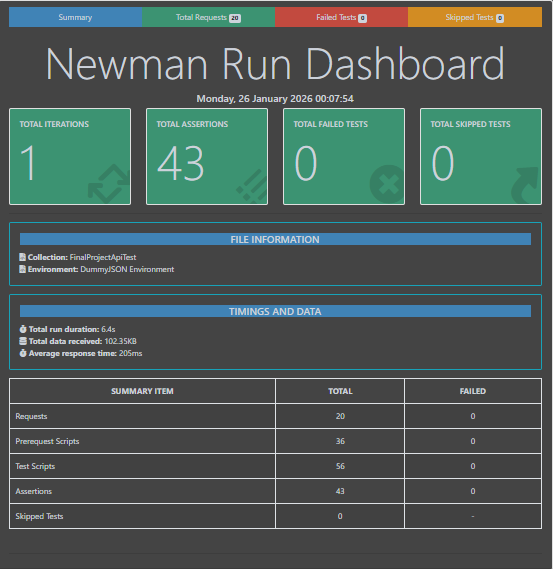 Summary
Total Requests 20
Failed Tests 0
Skipped Tests 0
Newman Run Dashboard
Monday, 26 January 2026 00:07:54
TOTAL ITERATIONS
1
TOTAL ASSERTIONS
43
TOTAL FAILED TESTS
0
TOTAL SKIPPED TESTS
0
FILE INFORMATION
Collection: FinalProjectApiTest
Environment: DummyJSON Environment
TIMINGS AND DATA
Total run duration: 6.4s
Total data received: 102.35KB
Average response time: 205ms
SUMMARY ITEM TOTAL FAILED
Requests 20 0
Prerequest Scripts 36 0
Test Scripts 56 0
Assertions 43 0
Skipped Tests 0 -